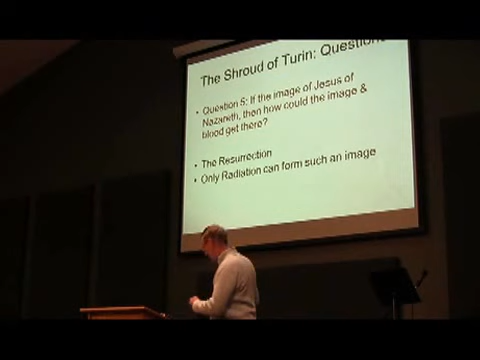 The Shroud of Turin: Questions
• Question 5: If the image of Jesus of
Nazareth, then how could the image &
blood get there?
• The Resurrection
• Only Radiation can form such an image